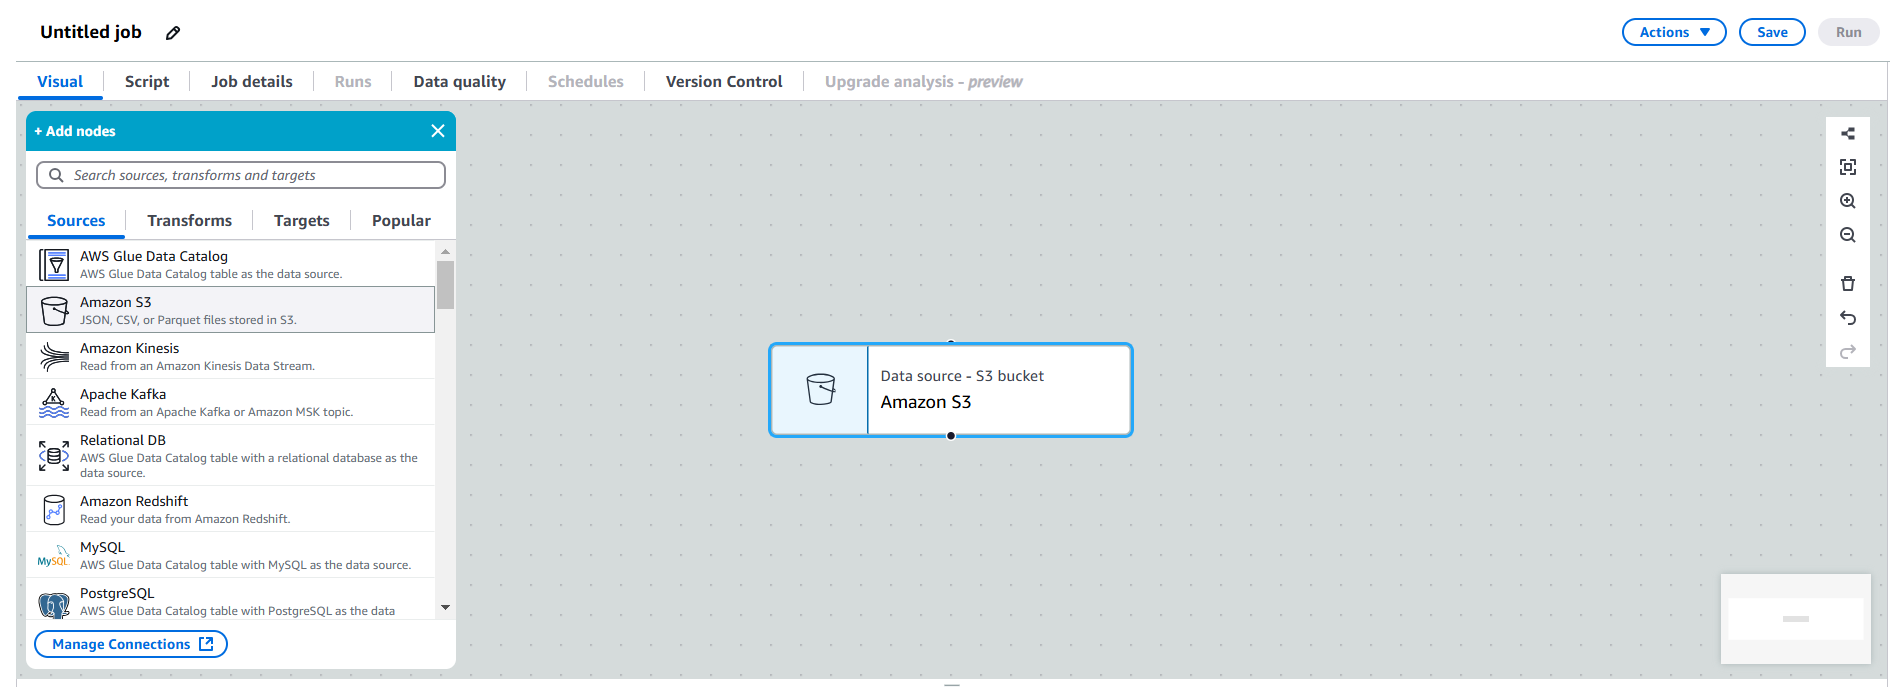 Untitled job
Actions
Save
Run
Visual
Script
Job details
Runs
Data quality
Schedules
Version Control
Upgrade analysis - preview
+ Add nodes
Search sources, transforms and targets
Sources
Transforms
Targets
Popular
AWS Glue Data Catalog
AWS Glue Data Catalog table as the data source.
Amazon S3
JSON, CSV, or Parquet files stored in S3.
Amazon Kinesis
Read from an Amazon Kinesis Data Stream.
Apache Kafka
Read from an Apache Kafka or Amazon MSK topic.
Relational DB
AWS Glue Data Catalog table with a relational database as the
data source.
Amazon Redshift
Read your data from Amazon Redshift.
MySQL
MySQL
AWS Glue Data Catalog table with MySQL as the data source.
PostgreSQL
AWS Glue Data Catalog table with PostgreSQL as the data
Manage Connections
Data source - S3 bucket
Amazon S3